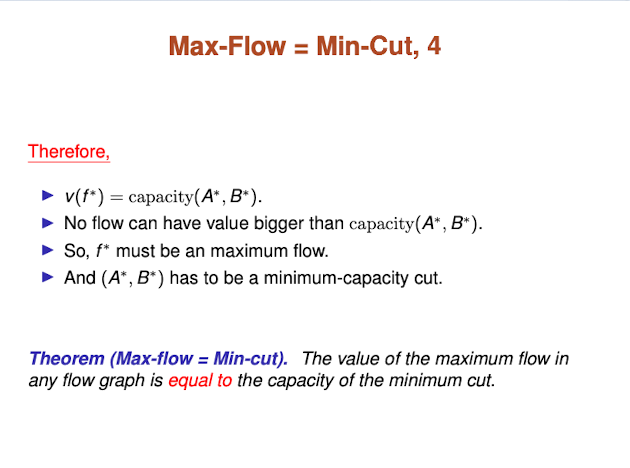 Max-Flow = Min-Cut, 4
Therefore,
▶ v(f*) = capacity(A*, B*).
▶ No flow can have value bigger than capacity(A*, B*).
▶ So, f* must be an maximum flow.
▶ And (A*, B*) has to be a minimum-capacity cut.
Theorem (Max-flow = Min-cut). The value of the maximum flow in
any flow graph is equal to the capacity of the minimum cut.